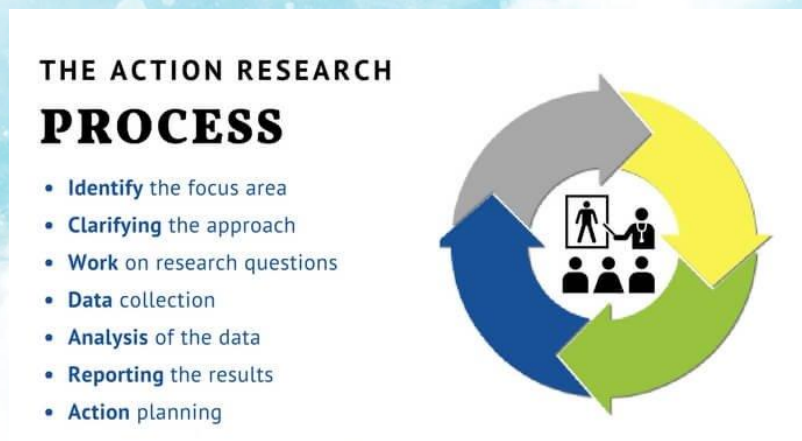 THE ACTION RESEARCH
PROCESS
• Identify the focus area
• Clarifying the approach
• Work on research questions
• Data collection
• Analysis of the data
• Reporting the results
• Action planning